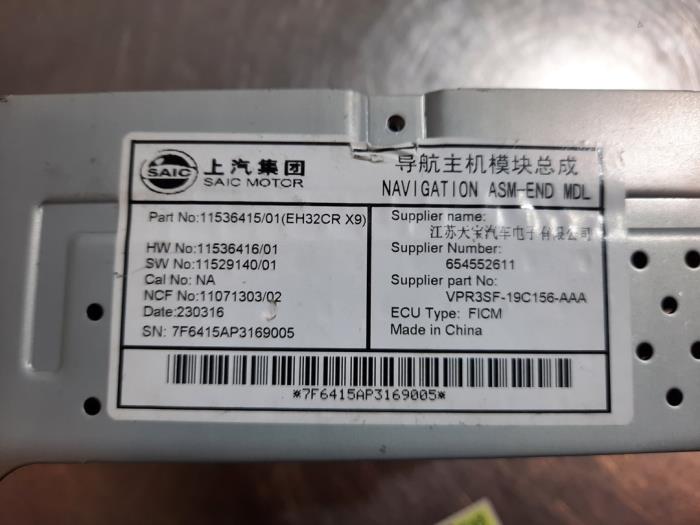 SAIC 上汽集团
SAIC MOTOR
导航主机模块总成
NAVIGATION ASM-END MDL
Part No:11536415/01(EH32CR X9)
HW No:11536416/01
SW No:11529140/01
Cal No: NA
NCF No:11071303/02
Date:230316
SN: 7F6415AP3169005
Supplier name:
江苏天宝汽车电子有限公司
Supplier Number:
654552611
Supplier part No:
VPR3SF-19C156-AAA
ECU Type: FICM
Made in China
*7F6415AP3169005*